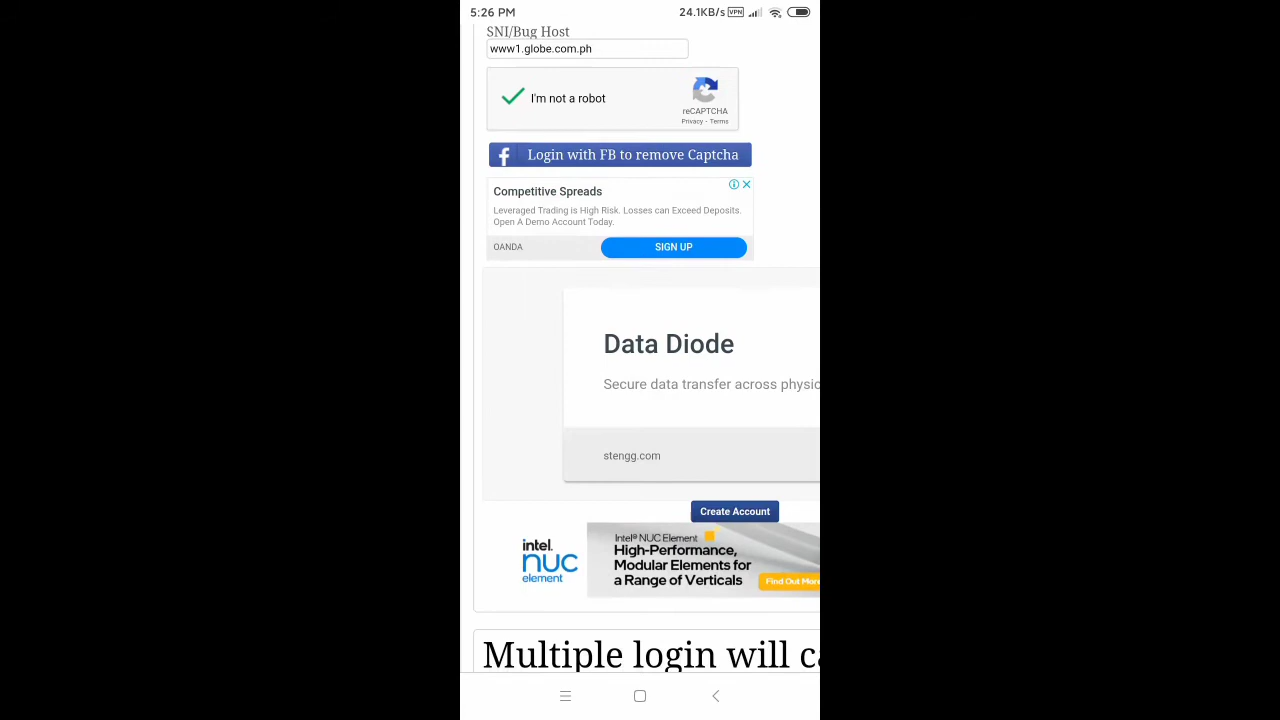 5:26 PM 24.1KB/s VPN
SNI/Bug Host
www1.globe.com.ph
I'm not a robot
reCAPTCHA
Privacy - Terms
Login with FB to remove Captcha
Competitive Spreads
Leveraged Trading is High Risk. Losses can Exceed Deposits.
Open A Demo Account Today.
OANDA SIGN UP
Data Diode
Secure data transfer across physic
stengg.com
Create Account
intel.
nuc
element
Intel® NUC Element
High-Performance,
Modular Elements for
a Range of Verticals
Find Out More
Multiple login will ca